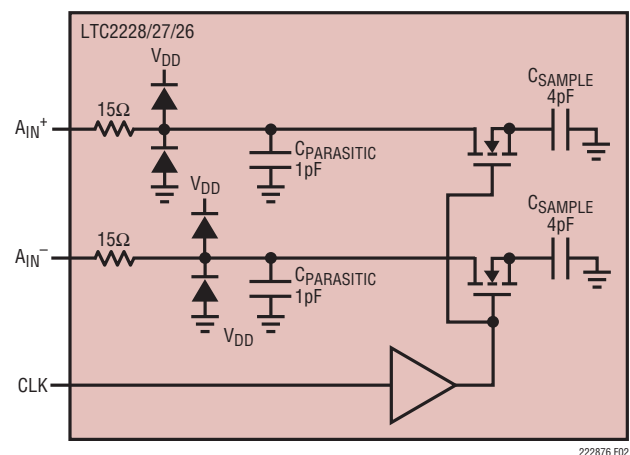 LTC2228/27/26
VDD
CSAMPLE
4pF
15Ω
AIN+
CPARASITIC
1pF
VDD
CSAMPLE
4pF
15Ω
AIN–
CPARASITIC
1pF
VDD
CLK
222876 F02